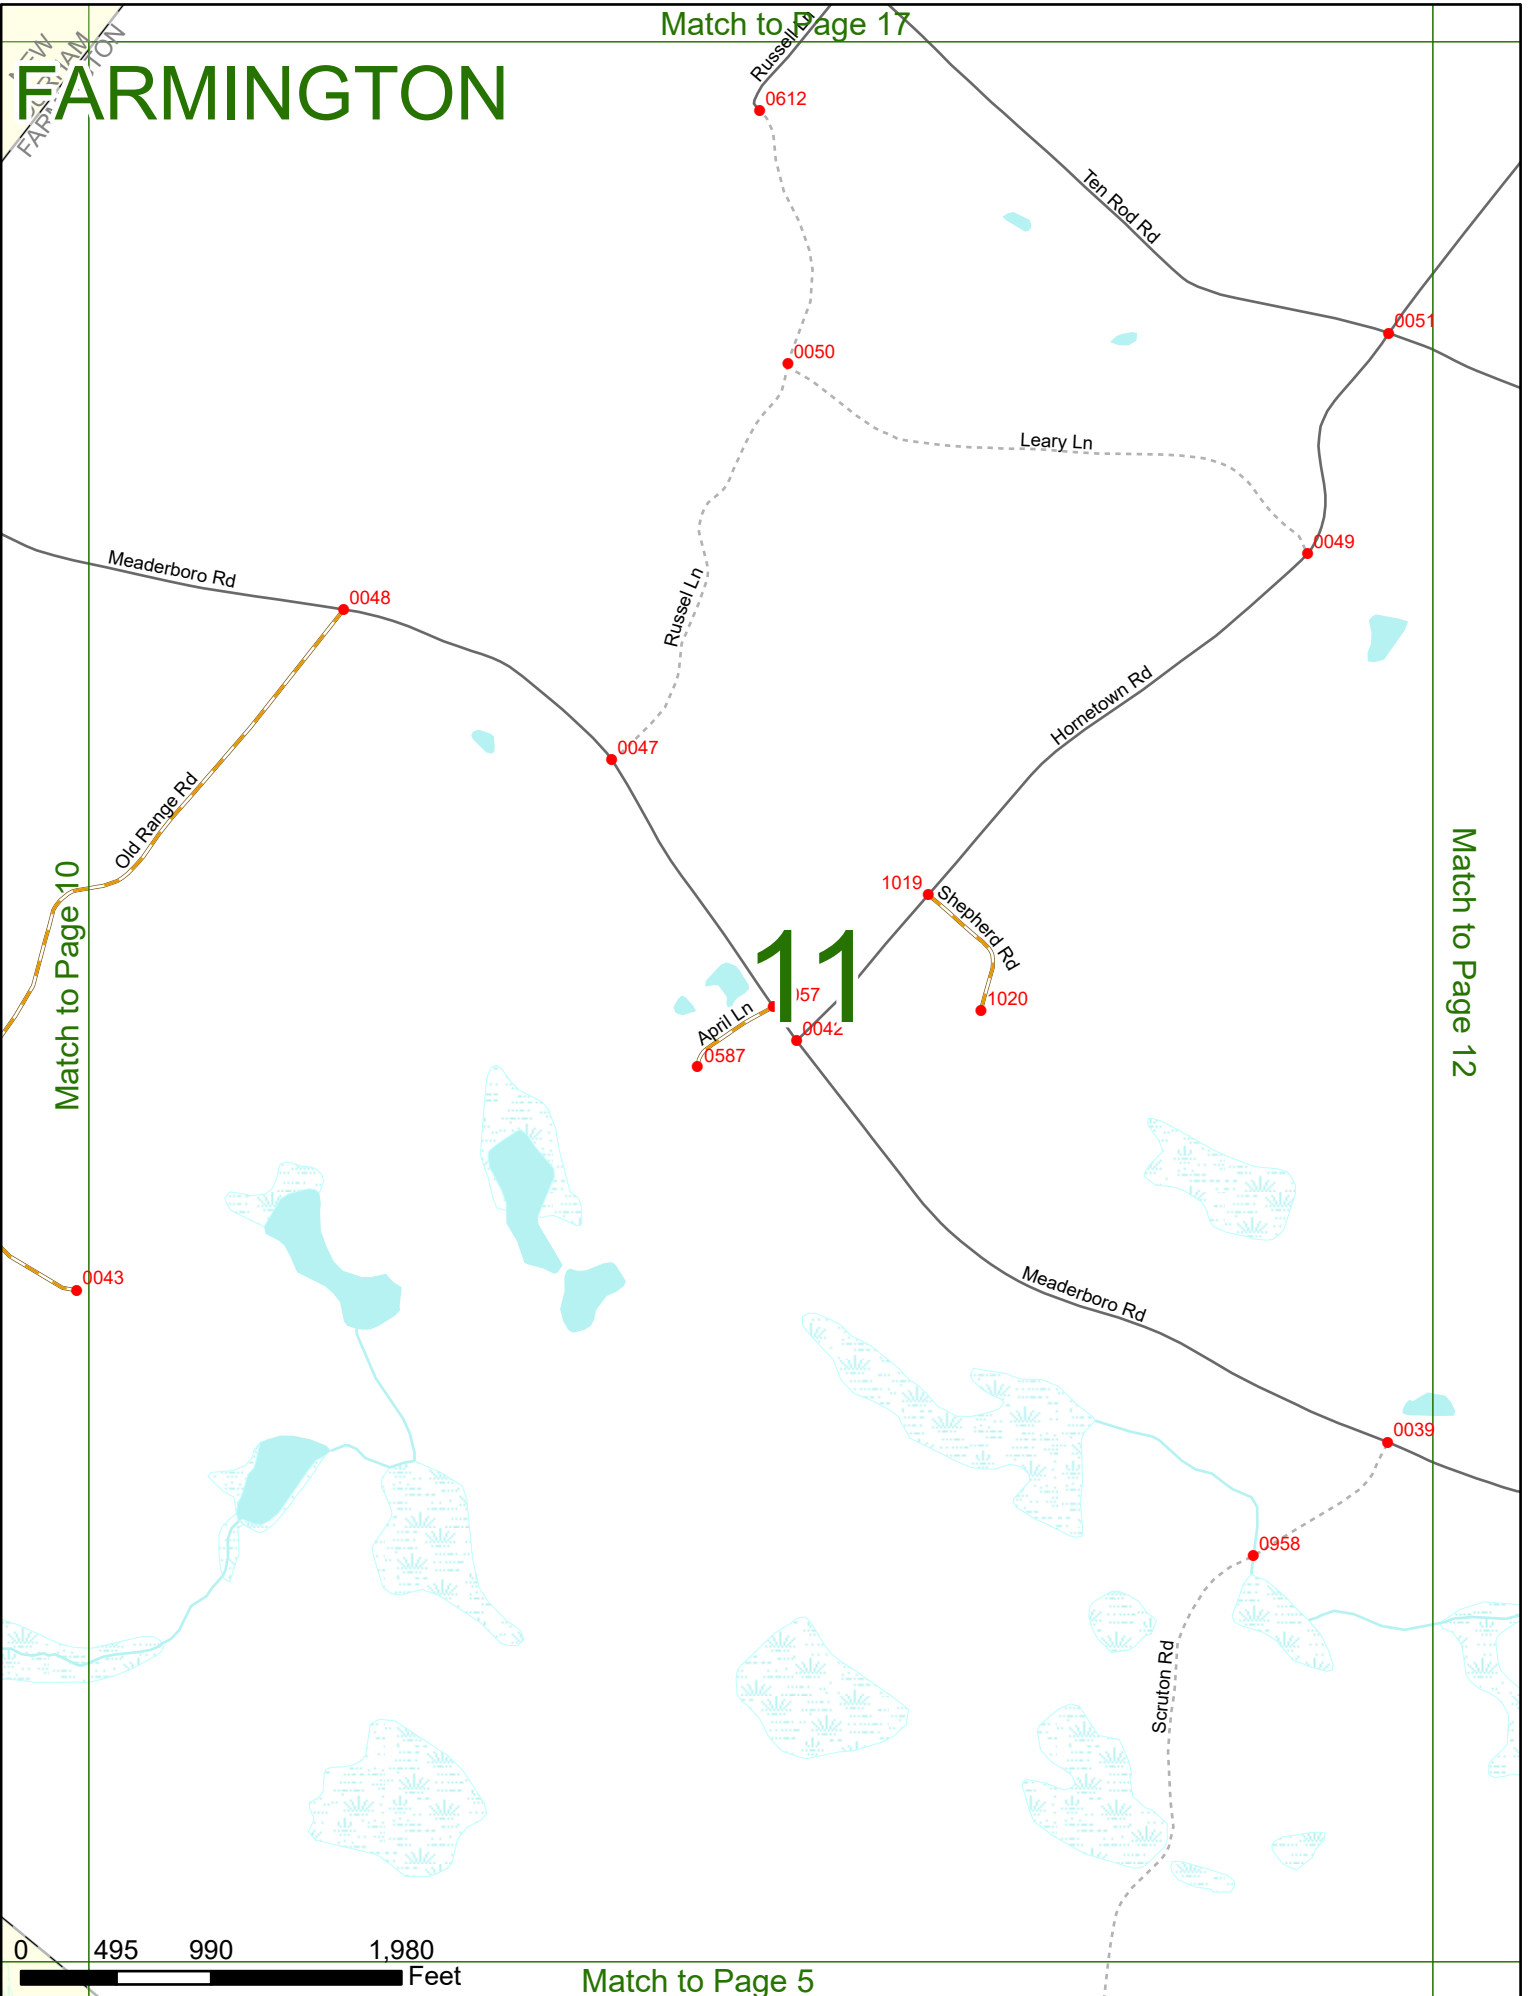 Match to Page 17
FARMINGTON
Russell Ln
0612
Ten Rod Rd
0051
0050
Leary Ln
0049
Meaderboro Rd
0048
Russel Ln
Hornetown Rd
0047
Old Range Rd
Match to Page 10
Match to Page 12
1019
Shepherd Rd
11
1020
April Ln
0042
0587
0043
Meaderboro Rd
0039
0958
Scruton Rd
0 495 990 1,980
Feet
Match to Page 5